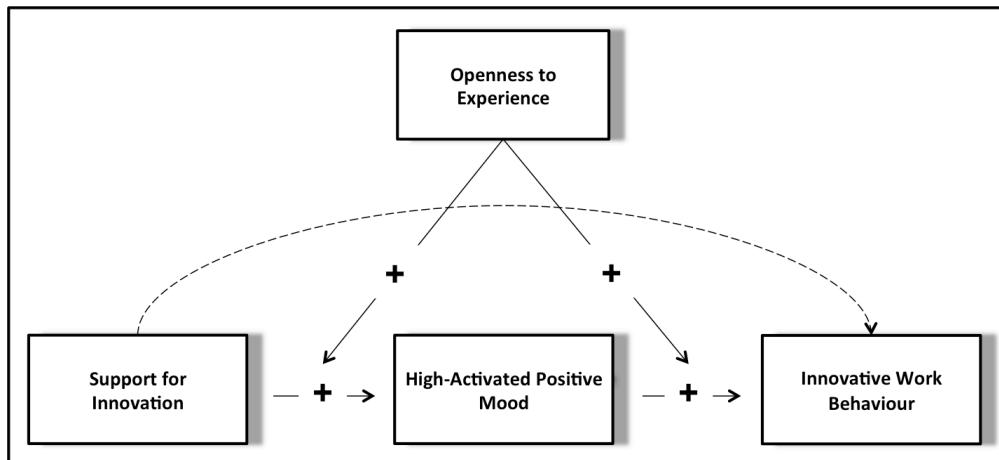 Openness to
Experience
+
+
Support for
Innovation
+
High-Activated Positive
Mood
+
Innovative Work
Behaviour